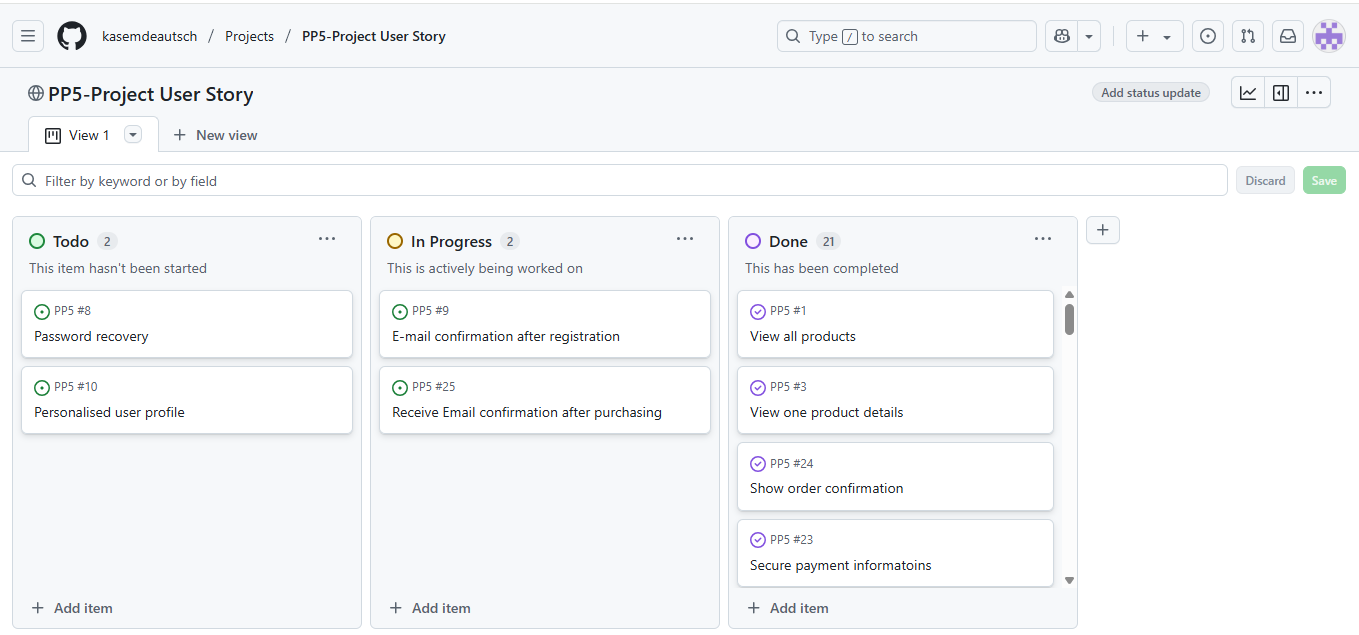 kasemdeautsch / Projects / PP5-Project User Story
Type / to search
PP5-Project User Story
Add status update
View 1
New view
Filter by keyword or by field
Discard
Save
Todo 2
This item hasn't been started
PP5 #8
Password recovery
PP5 #10
Personalised user profile
Add item
In Progress 2
This is actively being worked on
PP5 #9
E-mail confirmation after registration
PP5 #25
Receive Email confirmation after purchasing
Add item
Done 21
This has been completed
PP5 #1
View all products
PP5 #3
View one product details
PP5 #24
Show order confirmation
PP5 #23
Secure payment informatoins
Add item